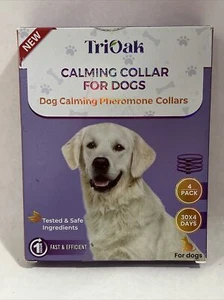 NEW
TriOak
CALMING COLLAR
FOR DOGS
Dog Calming Pheromone Collars
4
PACK
30X4
DAYS
Tested & Safe
Ingredients
1
FAST & EFFICIENT
For dogs